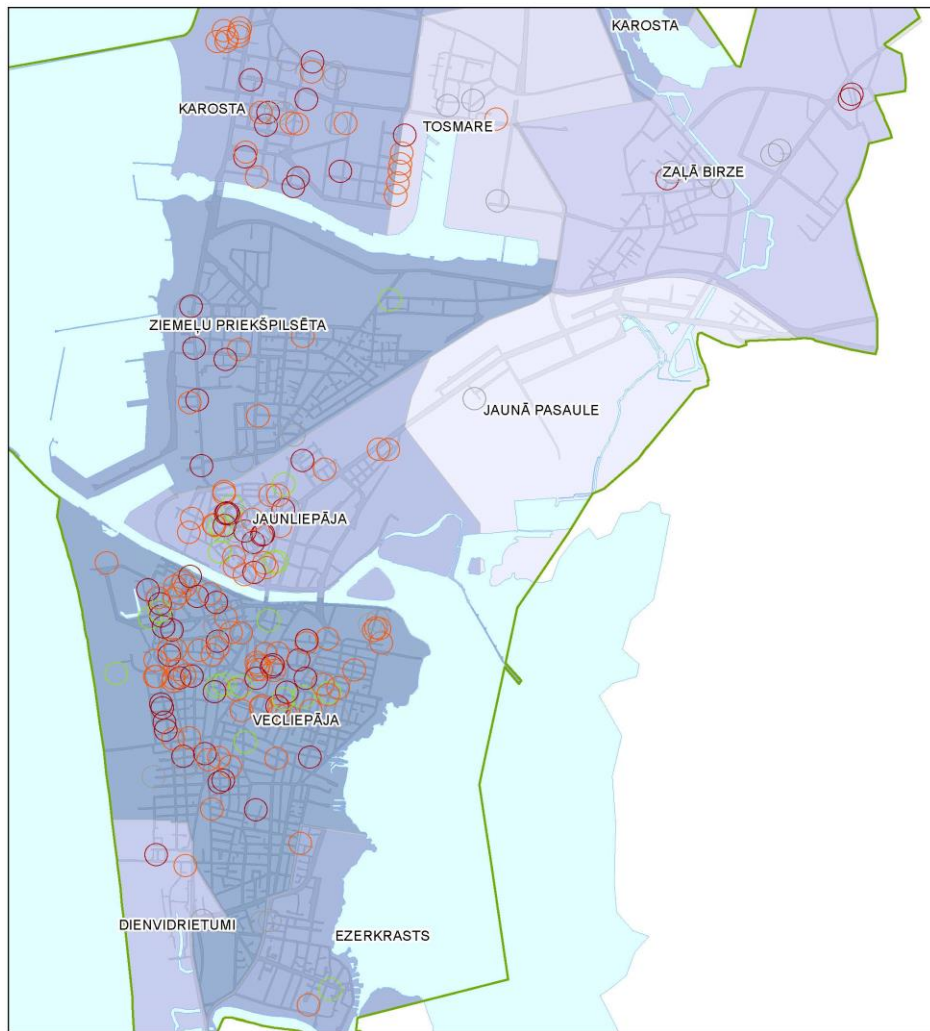 KAROSTA
KAROSTA
TOSMARE
ZAĻĀ BIRZE
ZIEMEĻU PRIEKŠPILSĒTA
JAUNĀ PASAULE
JAUNLIEPĀJA
VECLIEPĀJA
DIENVIDRIETUMI
EZERKRASTS